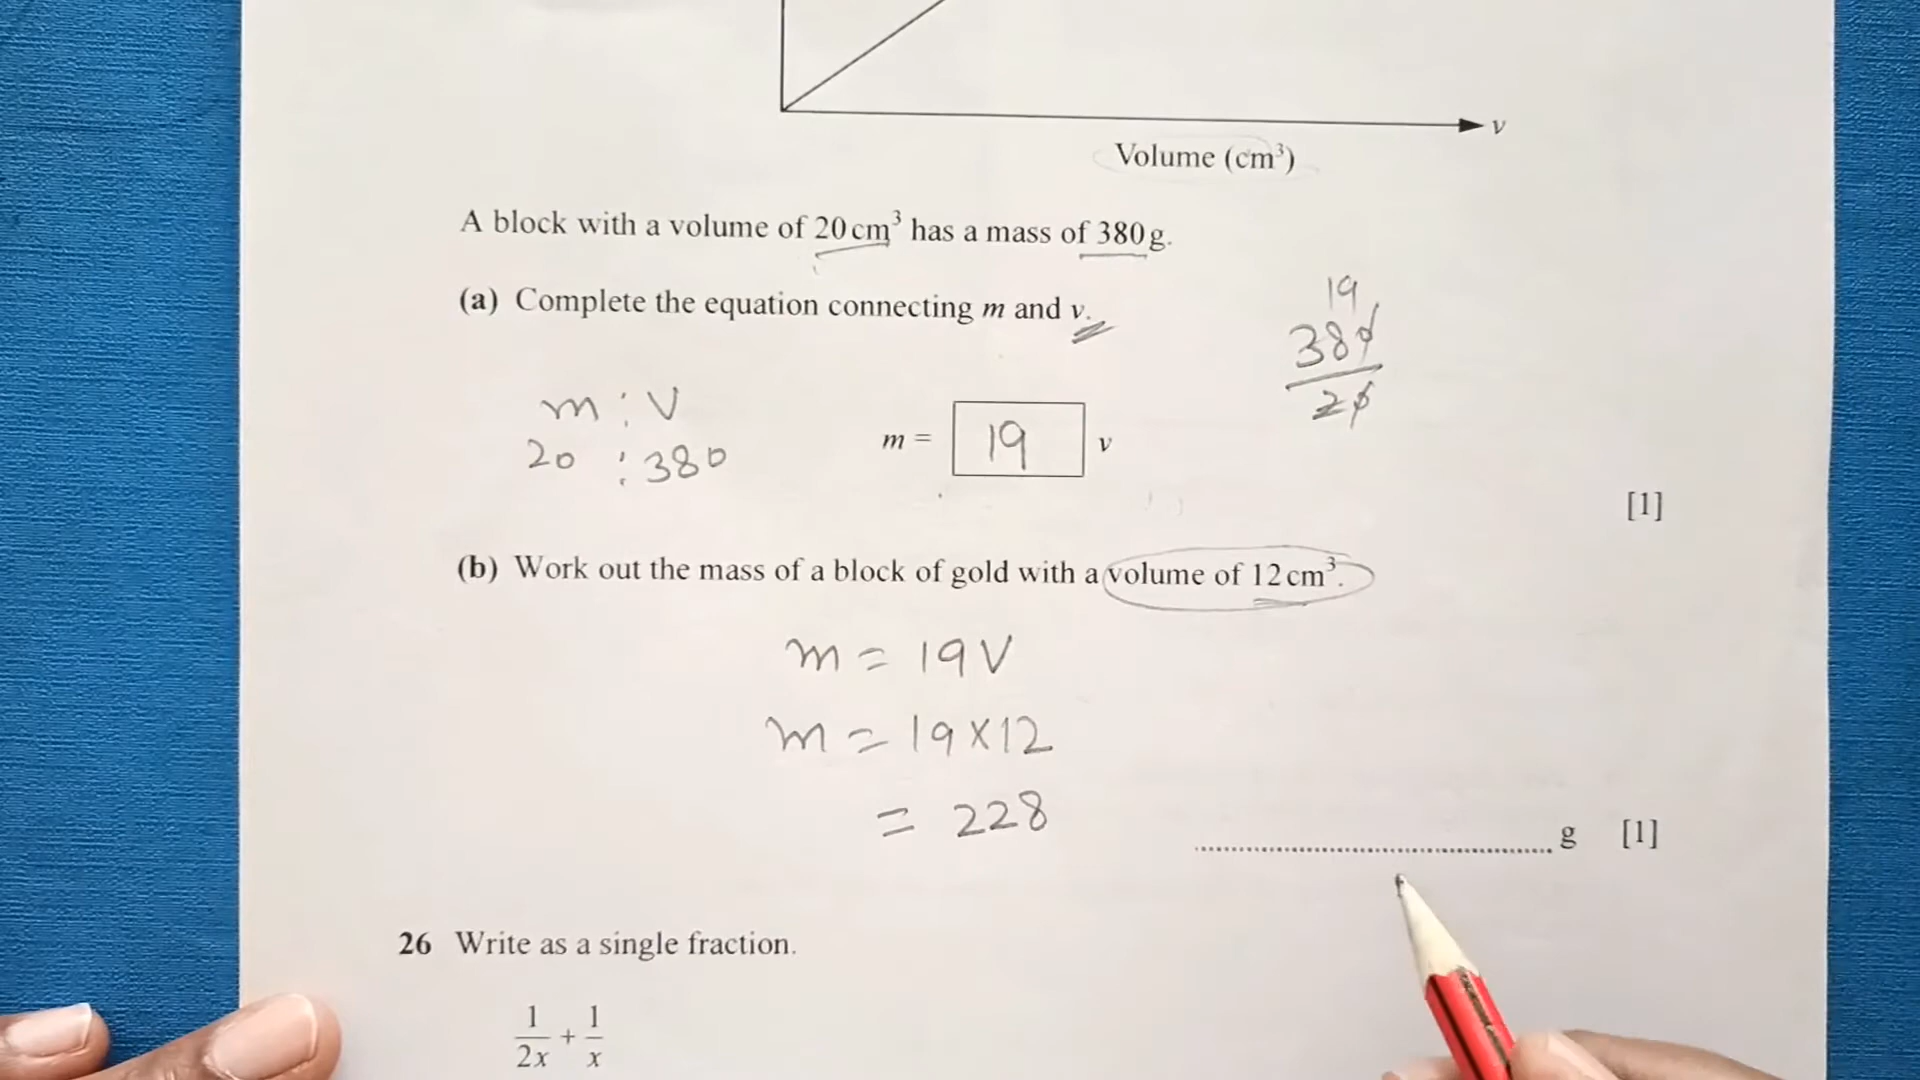 v
Volume (cm³)
A block with a volume of 20 cm³ has a mass of 380 g.
(a) Complete the equation connecting m and v.
19
380
20
m : V
20 : 380
m = 19 v
[1]
(b) Work out the mass of a block of gold with a volume of 12 cm³.
m = 19V
m = 19 × 12
= 228
........................................ g [1]
26 Write as a single fraction.
1/2x + 1/x